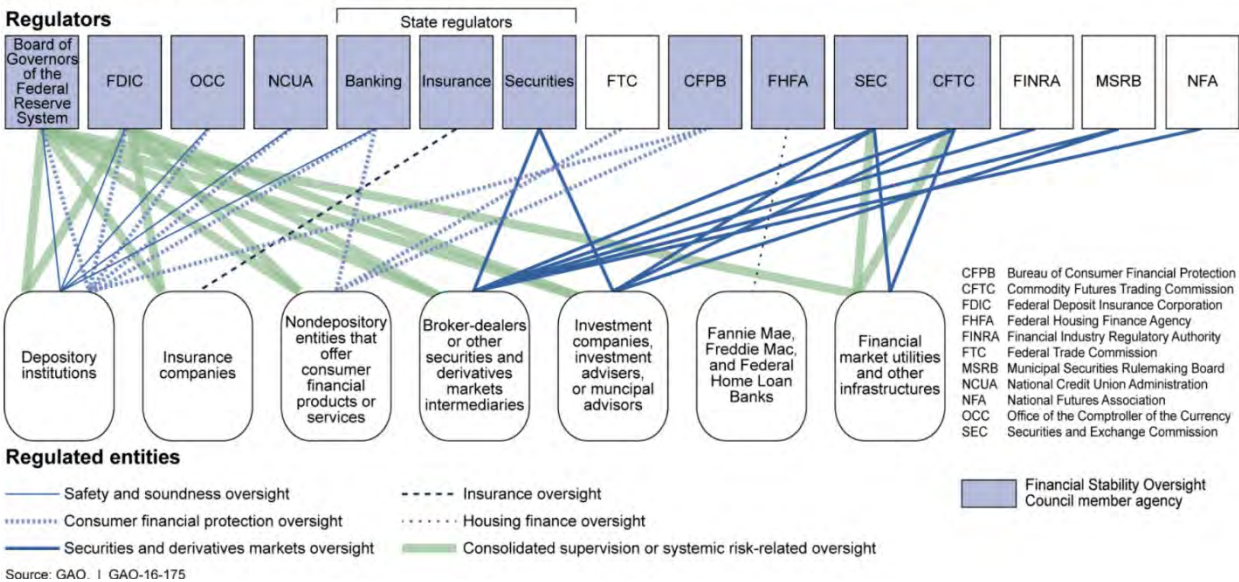 Regulators
State regulators
Board of
Governors
of the
Federal
Reserve
System
FDIC
OCC
NCUA
Banking
Insurance
Securities
FTC
CFPB
FHFA
SEC
CFTC
FINRA
MSRB
NFA
Depository
institutions
Insurance
companies
Nondepository
entities that
offer
consumer
financial
products or
services
Broker-dealers
or other
securities and
derivatives
markets
intermediaries
Investment
companies,
investment
advisers,
or muncipal
advisors
Fannie Mae,
Freddie Mac,
and Federal
Home Loan
Banks
Financial
market utilities
and other
infrastructures
CFPB Bureau of Consumer Financial Protection
CFTC Commodity Futures Trading Commission
FDIC Federal Deposit Insurance Corporation
FHFA Federal Housing Finance Agency
FINRA Financial Industry Regulatory Authority
FTC Federal Trade Commission
MSRB Municipal Securities Rulemaking Board
NCUA National Credit Union Administration
NFA National Futures Association
OCC Office of the Comptroller of the Currency
SEC Securities and Exchange Commission
Regulated entities
Safety and soundness oversight
Consumer financial protection oversight
Securities and derivatives markets oversight
Insurance oversight
Housing finance oversight
Consolidated supervision or systemic risk-related oversight
Financial Stability Oversight
Council member agency
Source: GAO. | GAO-16-175